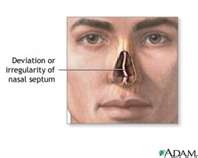 Deviation or
irregularity of
nasal septum
ADAM.